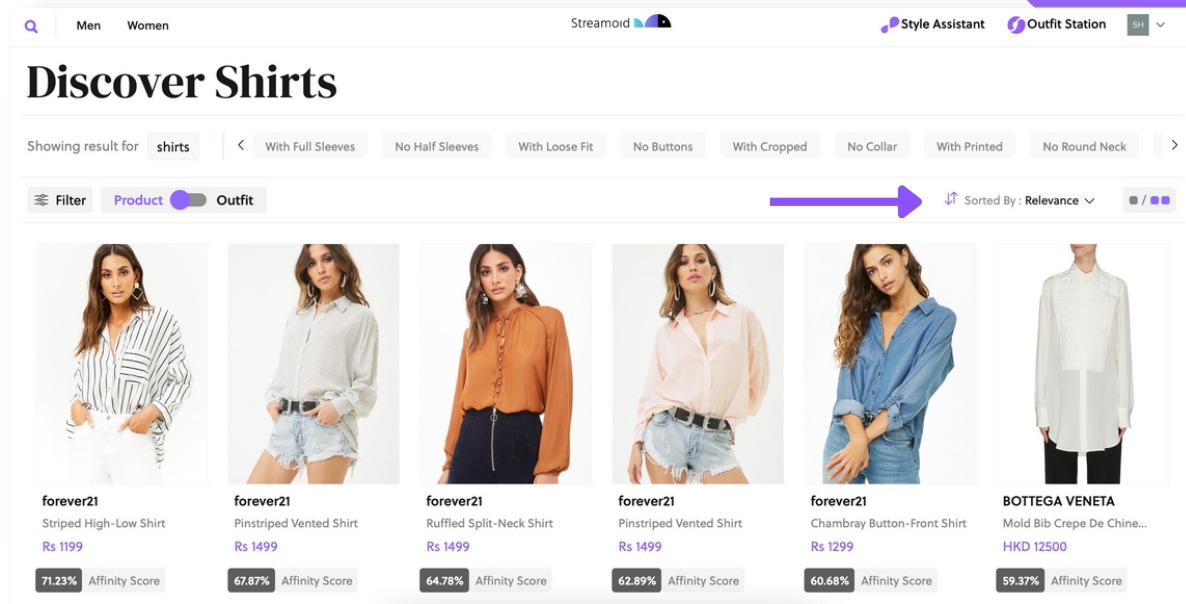 Men Women Streamoid Style Assistant Outfit Station SH
Discover Shirts
Showing result for shirts With Full Sleeves No Half Sleeves With Loose Fit No Buttons With Cropped No Collar With Printed No Round Neck
Filter Product Outfit Sorted By : Relevance /
forever21 forever21 forever21 forever21 forever21 BOTTEGA VENETA
Striped High-Low Shirt Pinstriped Vented Shirt Ruffled Split-Neck Shirt Pinstriped Vented Shirt Chambray Button-Front Shirt Mold Bib Crepe De Chine...
Rs 1199 Rs 1499 Rs 1499 Rs 1499 Rs 1299 HKD 12500
71.23% Affinity Score 67.87% Affinity Score 64.78% Affinity Score 62.89% Affinity Score 60.68% Affinity Score 59.37% Affinity Score